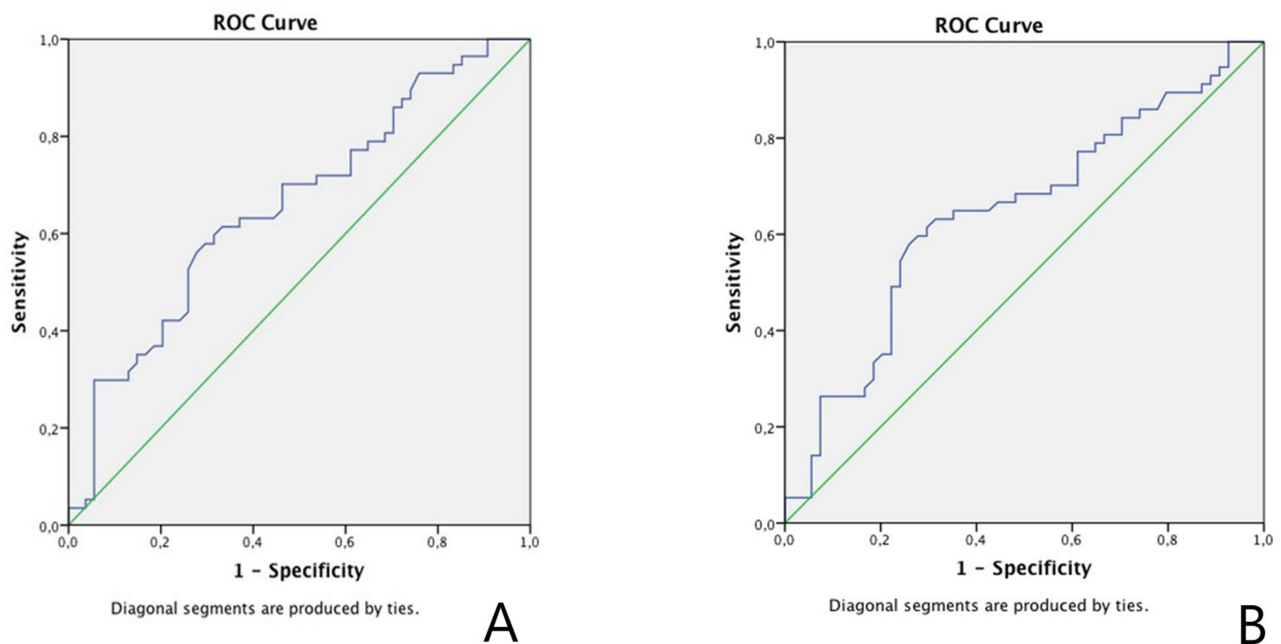 ROC Curve
1,0
0,8
0,6
0,4
0,2
0,0
Sensitivity
0,0 0,2 0,4 0,6 0,8 1,0
1 – Specificity
Diagonal segments are produced by ties.
A
ROC Curve
1,0
0,8
0,6
0,4
0,2
0,0
Sensitivity
0,0 0,2 0,4 0,6 0,8 1,0
1 – Specificity
Diagonal segments are produced by ties.
B